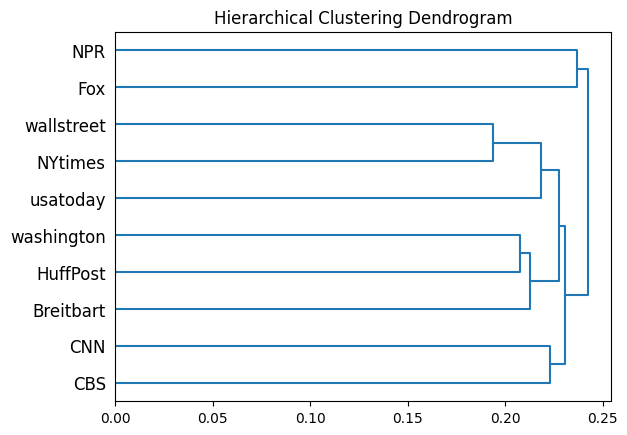 Hierarchical Clustering Dendrogram
NPR
Fox
wallstreet
NYtimes
usatoday
washington
HuffPost
Breitbart
CNN
CBS
0.00 0.05 0.10 0.15 0.20 0.25